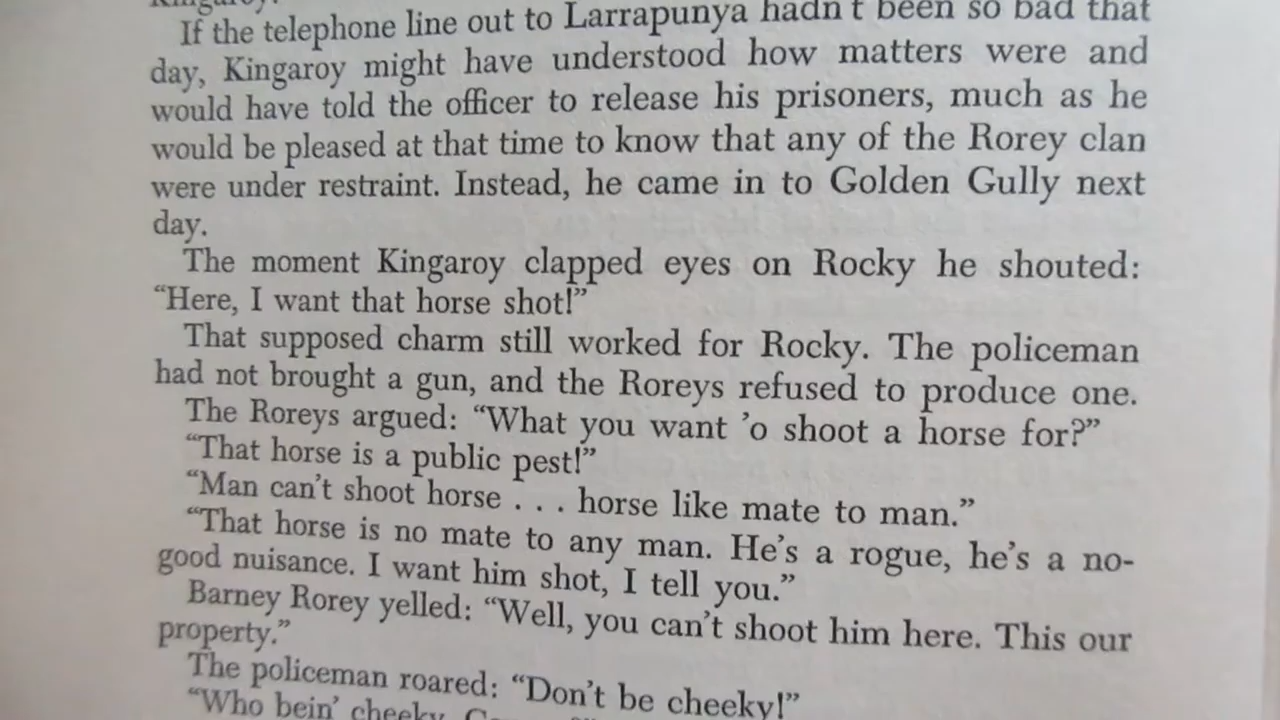 Kingaroy.
If the telephone line out to Larrapunya hadn't been so bad that
day, Kingaroy might have understood how matters were and
would have told the officer to release his prisoners, much as he
would be pleased at that time to know that any of the Rorey clan
were under restraint. Instead, he came in to Golden Gully next
day.
The moment Kingaroy clapped eyes on Rocky he shouted:
“Here, I want that horse shot!”
That supposed charm still worked for Rocky. The policeman
had not brought a gun, and the Roreys refused to produce one.
The Roreys argued: “What you want ’o shoot a horse for?”
“That horse is a public pest!”
“Man can’t shoot horse . . . horse like mate to man.”
“That horse is no mate to any man. He’s a rogue, he’s a no-
good nuisance. I want him shot, I tell you.”
Barney Rorey yelled: “Well, you can’t shoot him here. This our
property.”
The policeman roared: “Don’t be cheeky!”
“Who bein’ cheeky,